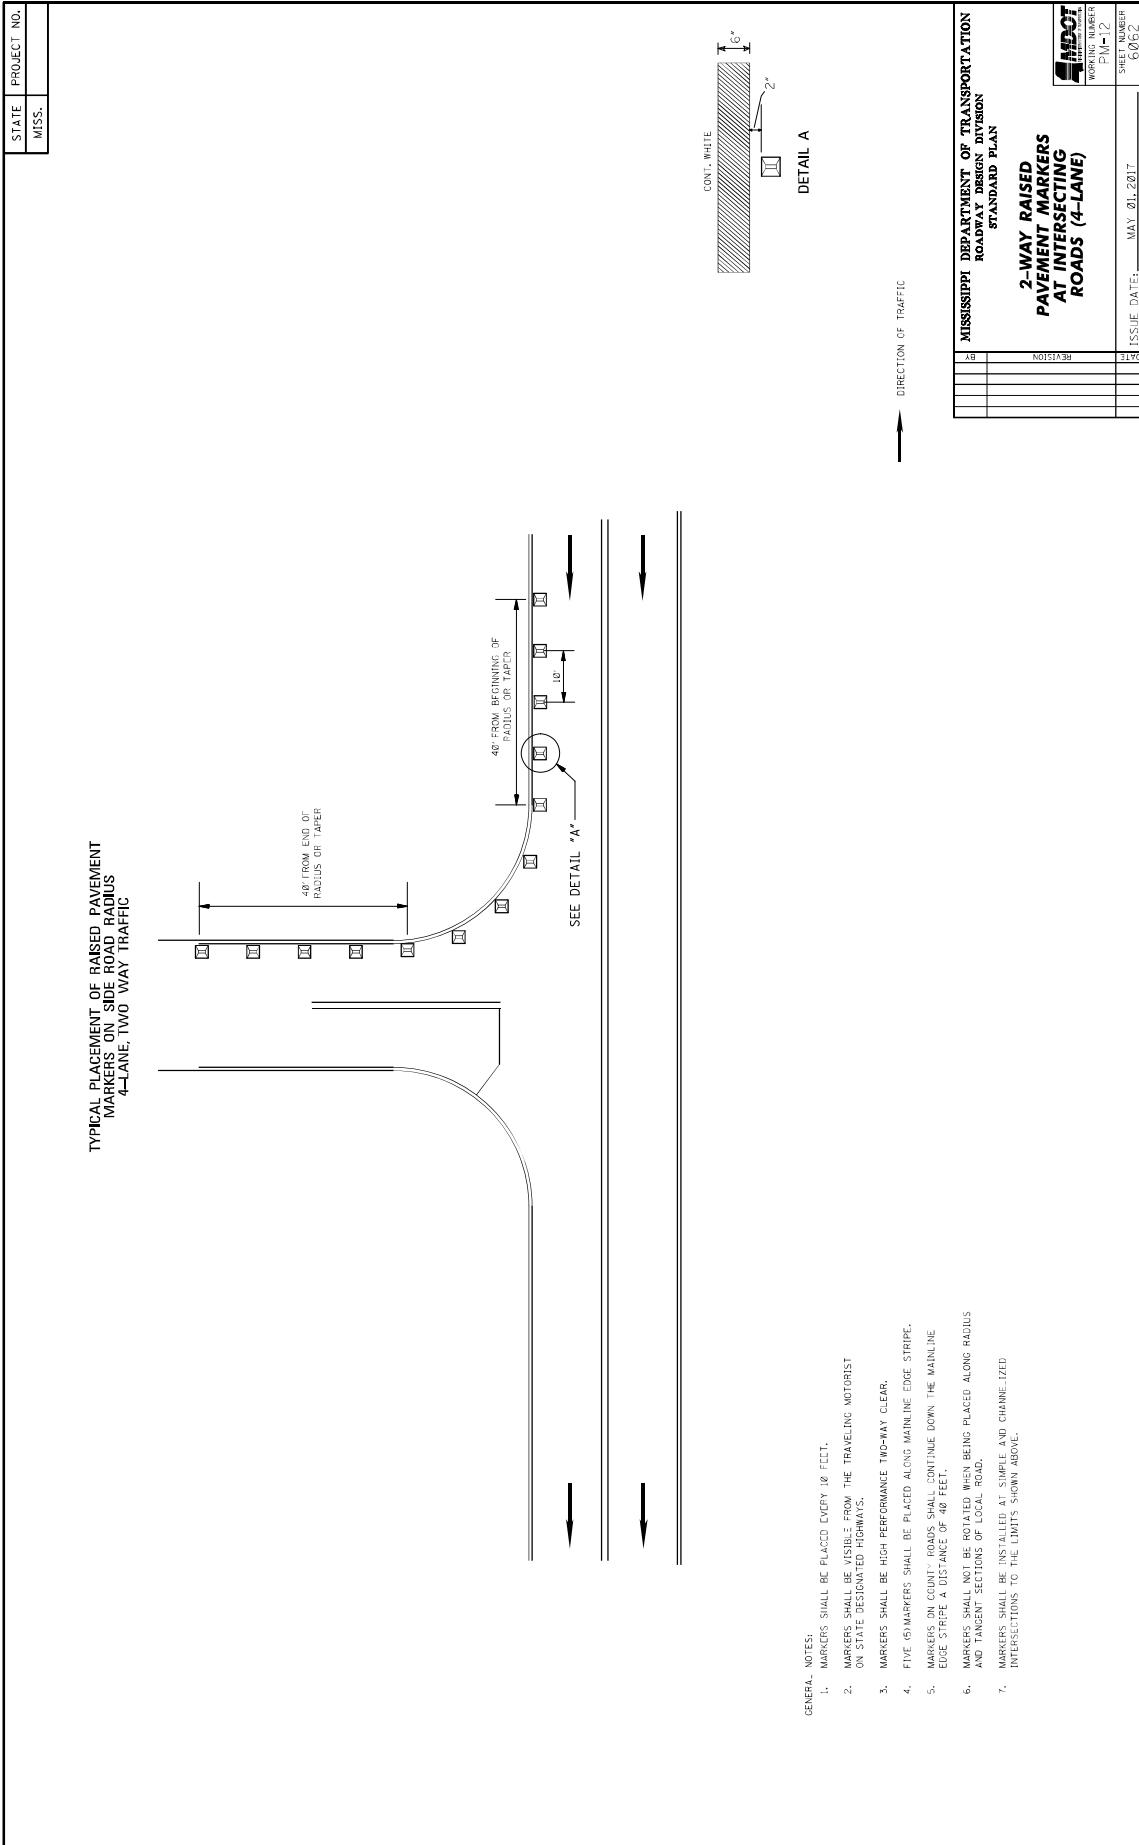 STATE PROJECT NO.
MISS.
TYPICAL PLACEMENT OF RAISED PAVEMENT
MARKERS ON SIDE ROAD RADIUS
4-LANE, TWO WAY TRAFFIC
40' FROM END OF
RADIUS OR TAPER
40' FROM BEGINNING OF
RADIUS OR TAPER
10'
SEE DETAIL "A"
CONT. WHITE
6"
2"
DETAIL A
GENERAL NOTES:
1. MARKERS SHALL BE PLACED EVERY 10 FEET.
2. MARKERS SHALL BE VISIBLE FROM THE TRAVELING MOTORIST
ON STATE DESIGNATED HIGHWAYS.
3. MARKERS SHALL BE HIGH PERFORMANCE TWO-WAY CLEAR.
4. FIVE (5) MARKERS SHALL BE PLACED ALONG MAINLINE EDGE STRIPE.
5. MARKERS ON COUNTY ROADS SHALL CONTINUE DOWN THE MAINLINE
EDGE STRIPE A DISTANCE OF 40 FEET.
6. MARKERS SHALL NOT BE ROTATED WHEN BEING PLACED ALONG RADIUS
AND TANGENT SECTIONS OF LOCAL ROAD.
7. MARKERS SHALL BE INSTALLED AT SIMPLE AND CHANNELIZED
INTERSECTIONS TO THE LIMITS SHOWN ABOVE.
DIRECTION OF TRAFFIC
BY
REVISION
DATE
MISSISSIPPI DEPARTMENT OF TRANSPORTATION
ROADWAY DESIGN DIVISION
STANDARD PLAN
2-WAY RAISED
PAVEMENT MARKERS
AT INTERSECTING
ROADS (4-LANE)
MDOT
WORKING NUMBER
PM-12
SHEET NUMBER
6062
ISSUE DATE: MAY 01, 2017